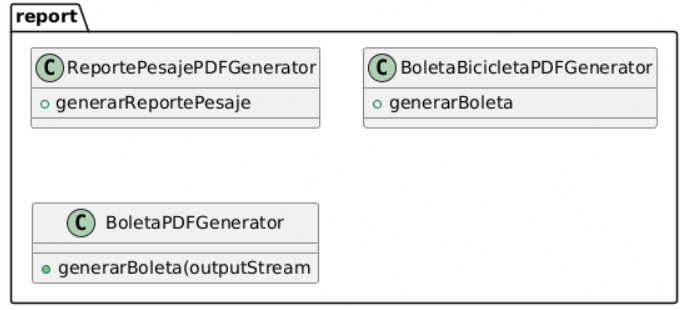 report
C ReportePesajePDFGenerator
generarReportePesaje
C BoletaBicicletaPDFGenerator
generarBoleta
C BoletaPDFGenerator
generarBoleta(outputStream